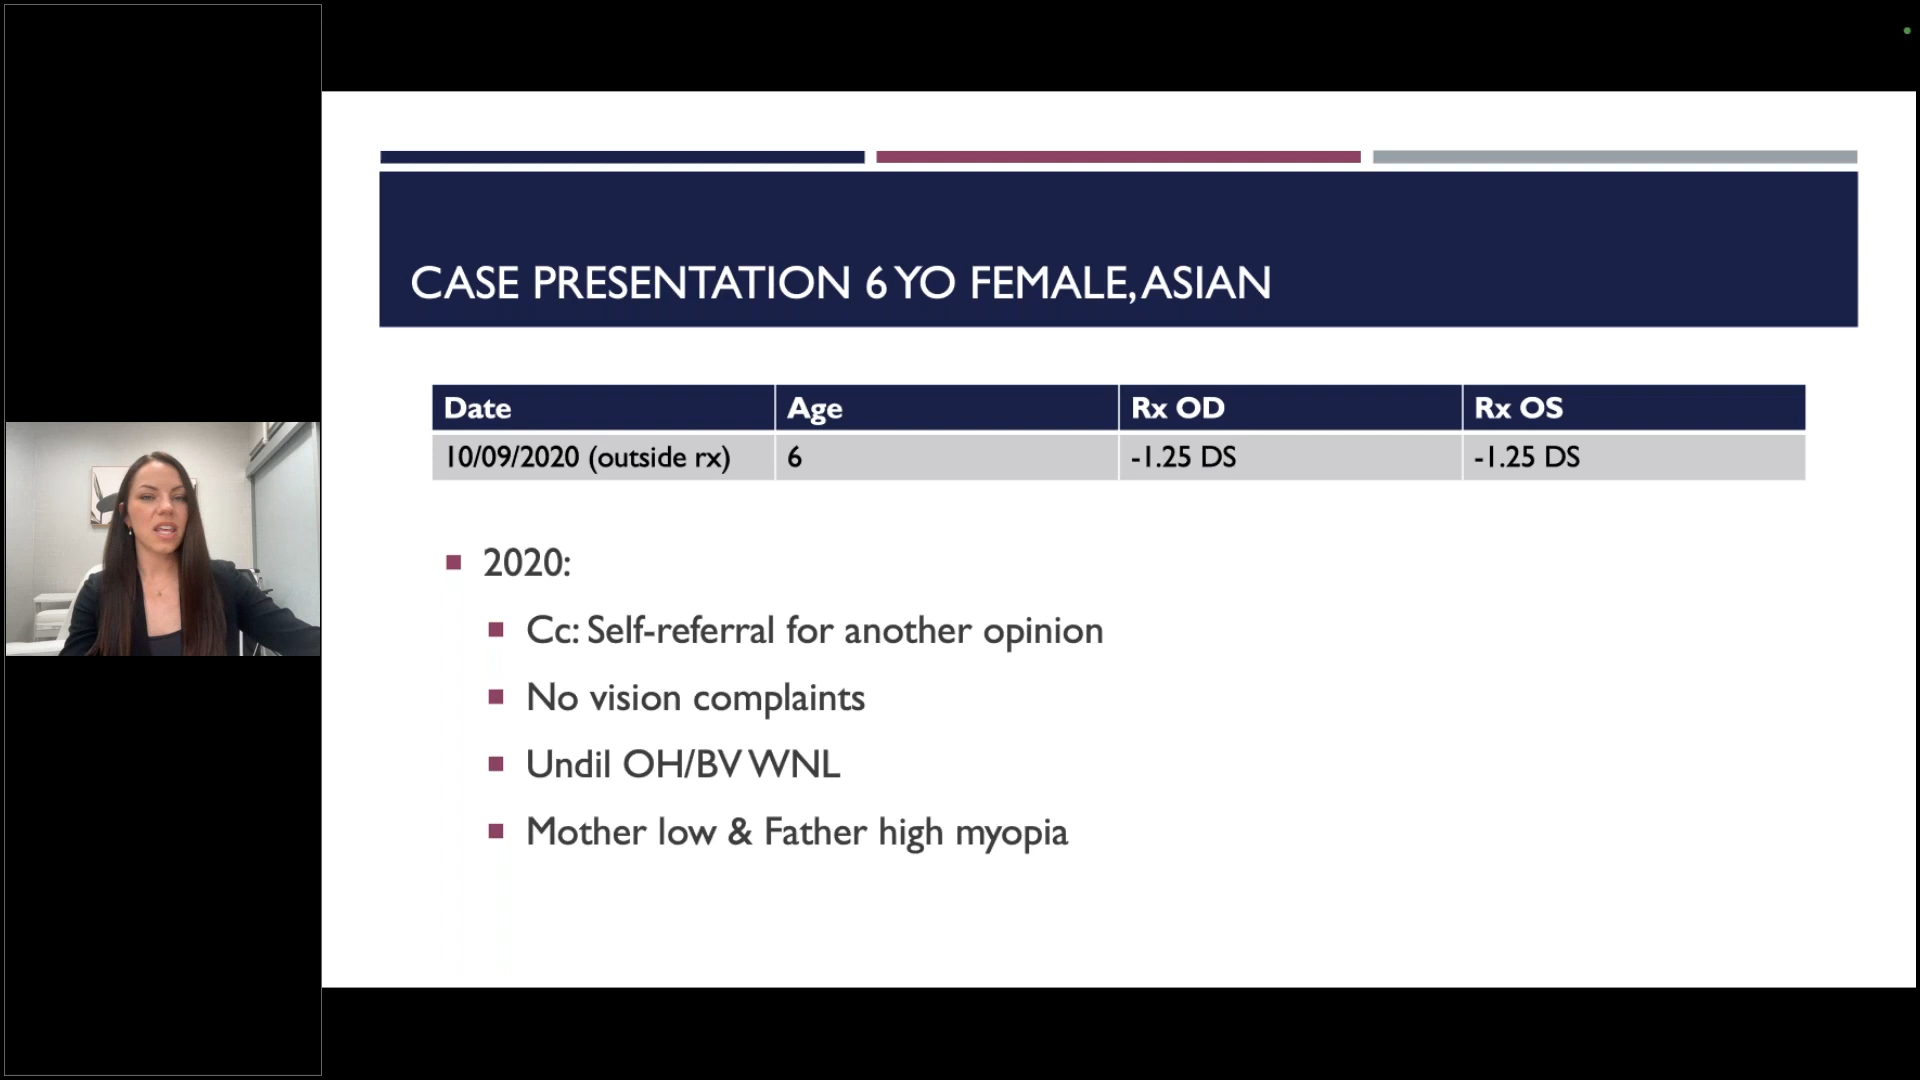 CASE PRESENTATION 6 YO FEMALE, ASIAN
Date Age Rx OD Rx OS
10/09/2020 (outside rx) 6 -1.25 DS -1.25 DS
2020:
Cc: Self-referral for another opinion
No vision complaints
Undil OH/BV WNL
Mother low & Father high myopia